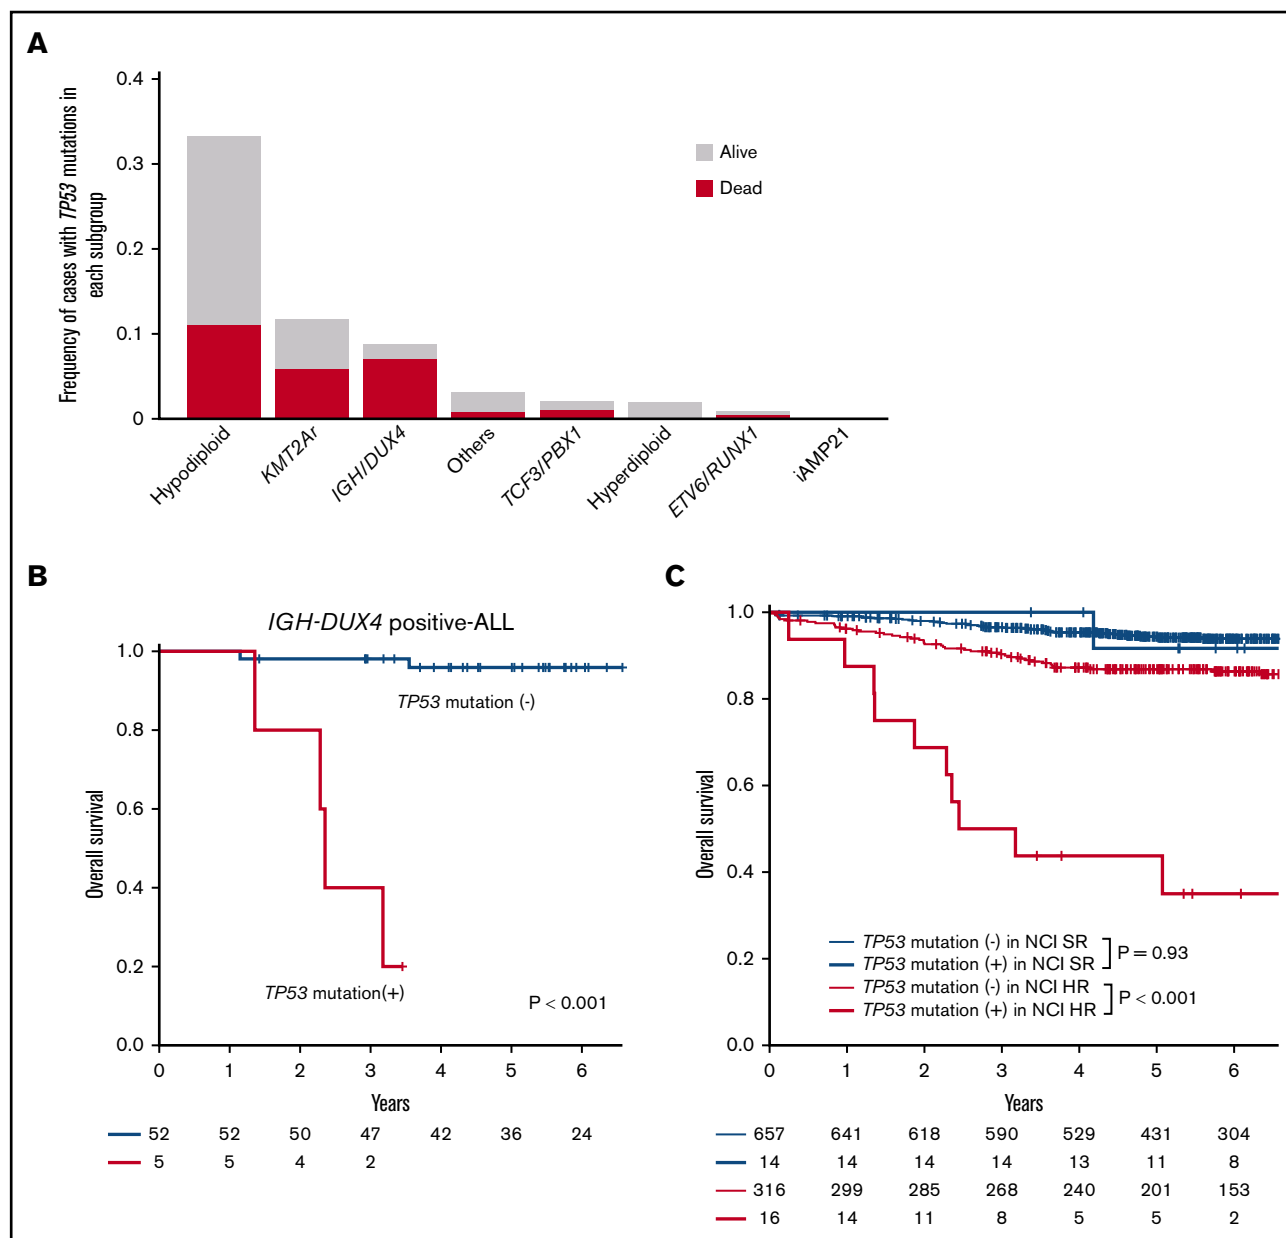 A
Frequency of cases with TP53 mutations in
each subgroup
0.4
0.3
0.2
0.1
0
Alive
Dead
Hypodiploid
KMT2Ar
IGH/DUX4
Others
TCF3/PBX1
Hyperdiploid
ETV6/RUNX1
iAMP21
B
IGH-DUX4 positive-ALL
Overall survival
1.0
0.8
0.6
0.4
0.2
0.0
TP53 mutation (-)
TP53 mutation(+)
P < 0.001
0 1 2 3 4 5 6
Years
52 52 50 47 42 36 24
5 5 4 2
C
Overall survival
1.0
0.8
0.6
0.4
0.2
0.0
TP53 mutation (-) in NCI SR
TP53 mutation (+) in NCI SR
P = 0.93
TP53 mutation (-) in NCI HR
TP53 mutation (+) in NCI HR
P < 0.001
0 1 2 3 4 5 6
Years
657 641 618 590 529 431 304
14 14 14 14 13 11 8
316 299 285 268 240 201 153
16 14 11 8 5 5 2